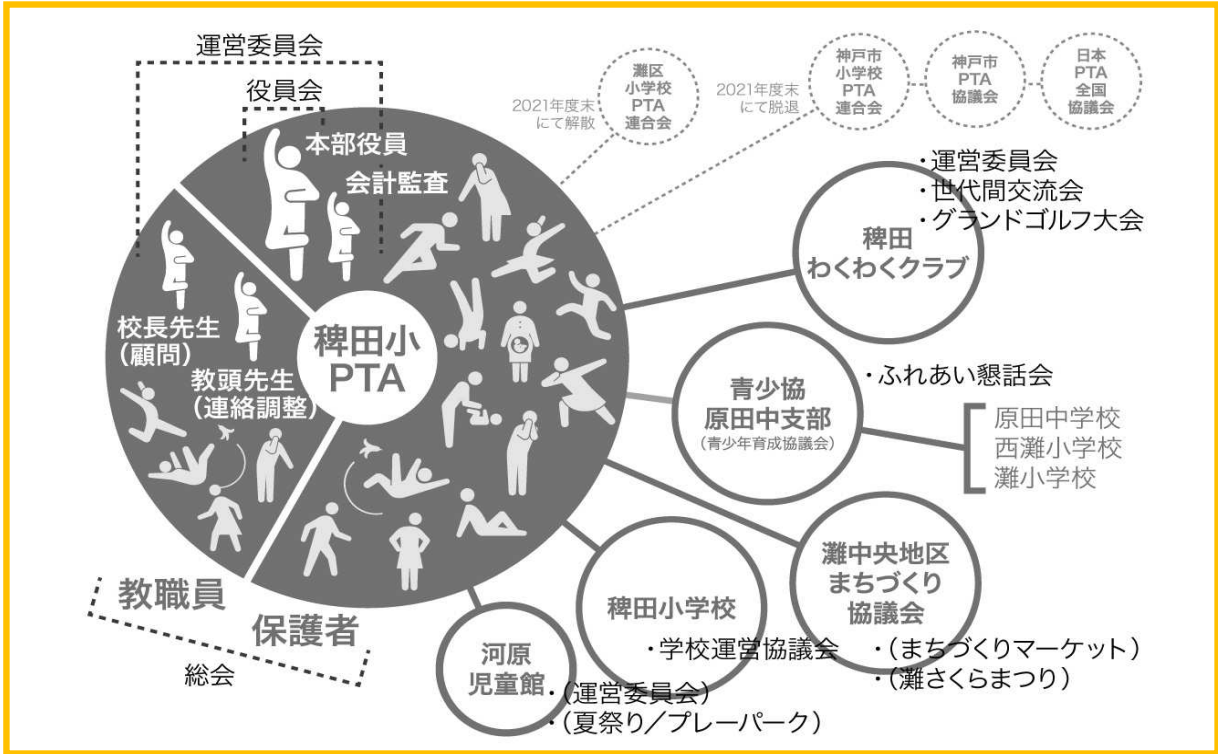 運営委員会
役員会
本部役員
会計監査
校長先生
(顧問)
教頭先生
(連絡調整)
稗田小
PTA
教職員
保護者
総会
2021年度末
にて解散
灘区
小学校
PTA
連合会
2021年度末
にて脱退
神戸市
小学校
PTA
連合会
神戸市
PTA
協議会
日本
PTA
全国
協議会
・運営委員会
・世代間交流会
・グランドゴルフ大会
稗田
わくわくクラブ
青少協
原田中支部
(青少年育成協議会)
・ふれあい懇話会
原田中学校
西灘小学校
灘小学校
灘中央地区
まちづくり
協議会
・(まちづくりマーケット)
・(灘さくらまつり)
稗田小学校
・学校運営協議会
河原
児童館
・(運営委員会)
・(夏祭り/プレーパーク)